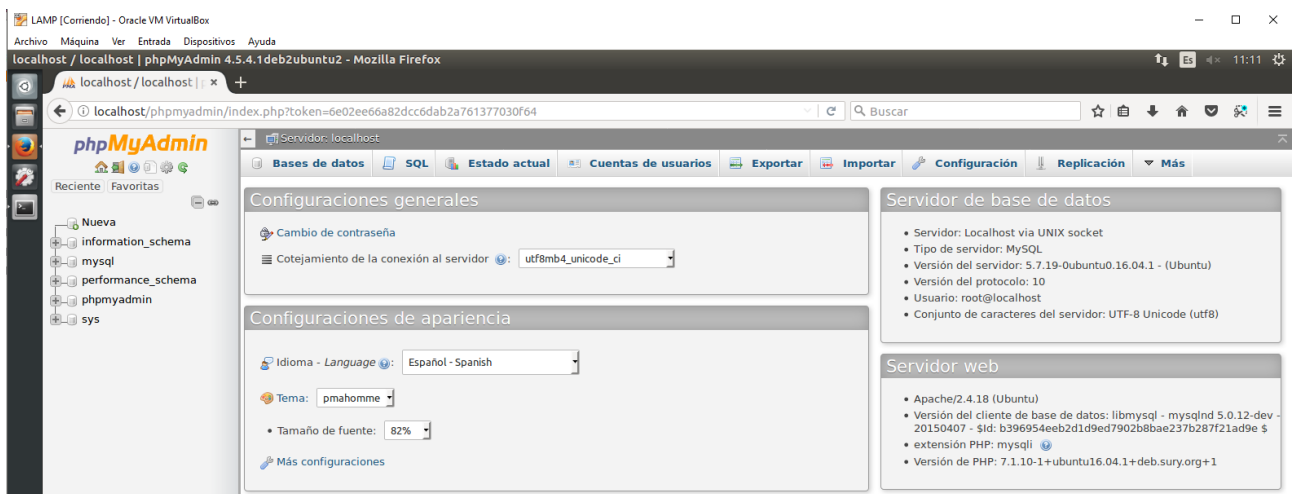 LAMP [Corriendo] - Oracle VM VirtualBox
Archivo Máquina Ver Entrada Dispositivos Ayuda
localhost / localhost | phpMyAdmin 4.5.4.1deb2ubuntu2 - Mozilla Firefox
Es 11:11
localhost / localhost |
localhost/phpmyadmin/index.php?token=6e02ee66a82dcc6dab2a761377030f64
Buscar
phpMyAdmin
Reciente Favoritas
Nueva
information_schema
mysql
performance_schema
phpmyadmin
sys
Servidor: localhost
Bases de datos SQL Estado actual Cuentas de usuarios Exportar Importar Configuración Replicación Más
Configuraciones generales
Cambio de contraseña
Cotejamiento de la conexión al servidor : utf8mb4_unicode_ci
Configuraciones de apariencia
Idioma - Language : Español - Spanish
Tema: pmahomme
• Tamaño de fuente: 82%
Más configuraciones
Servidor de base de datos
• Servidor: Localhost via UNIX socket
• Tipo de servidor: MySQL
• Versión del servidor: 5.7.19-0ubuntu0.16.04.1 - (Ubuntu)
• Versión del protocolo: 10
• Usuario: root@localhost
• Conjunto de caracteres del servidor: UTF-8 Unicode (utf8)
Servidor web
• Apache/2.4.18 (Ubuntu)
• Versión del cliente de base de datos: libmysql - mysqlnd 5.0.12-dev -
20150407 - $Id: b396954eeb2d1d9ed7902b8bae237b287f21ad9e $
• extensión PHP: mysqli
• Versión de PHP: 7.1.10-1+ubuntu16.04.1+deb.sury.org+1